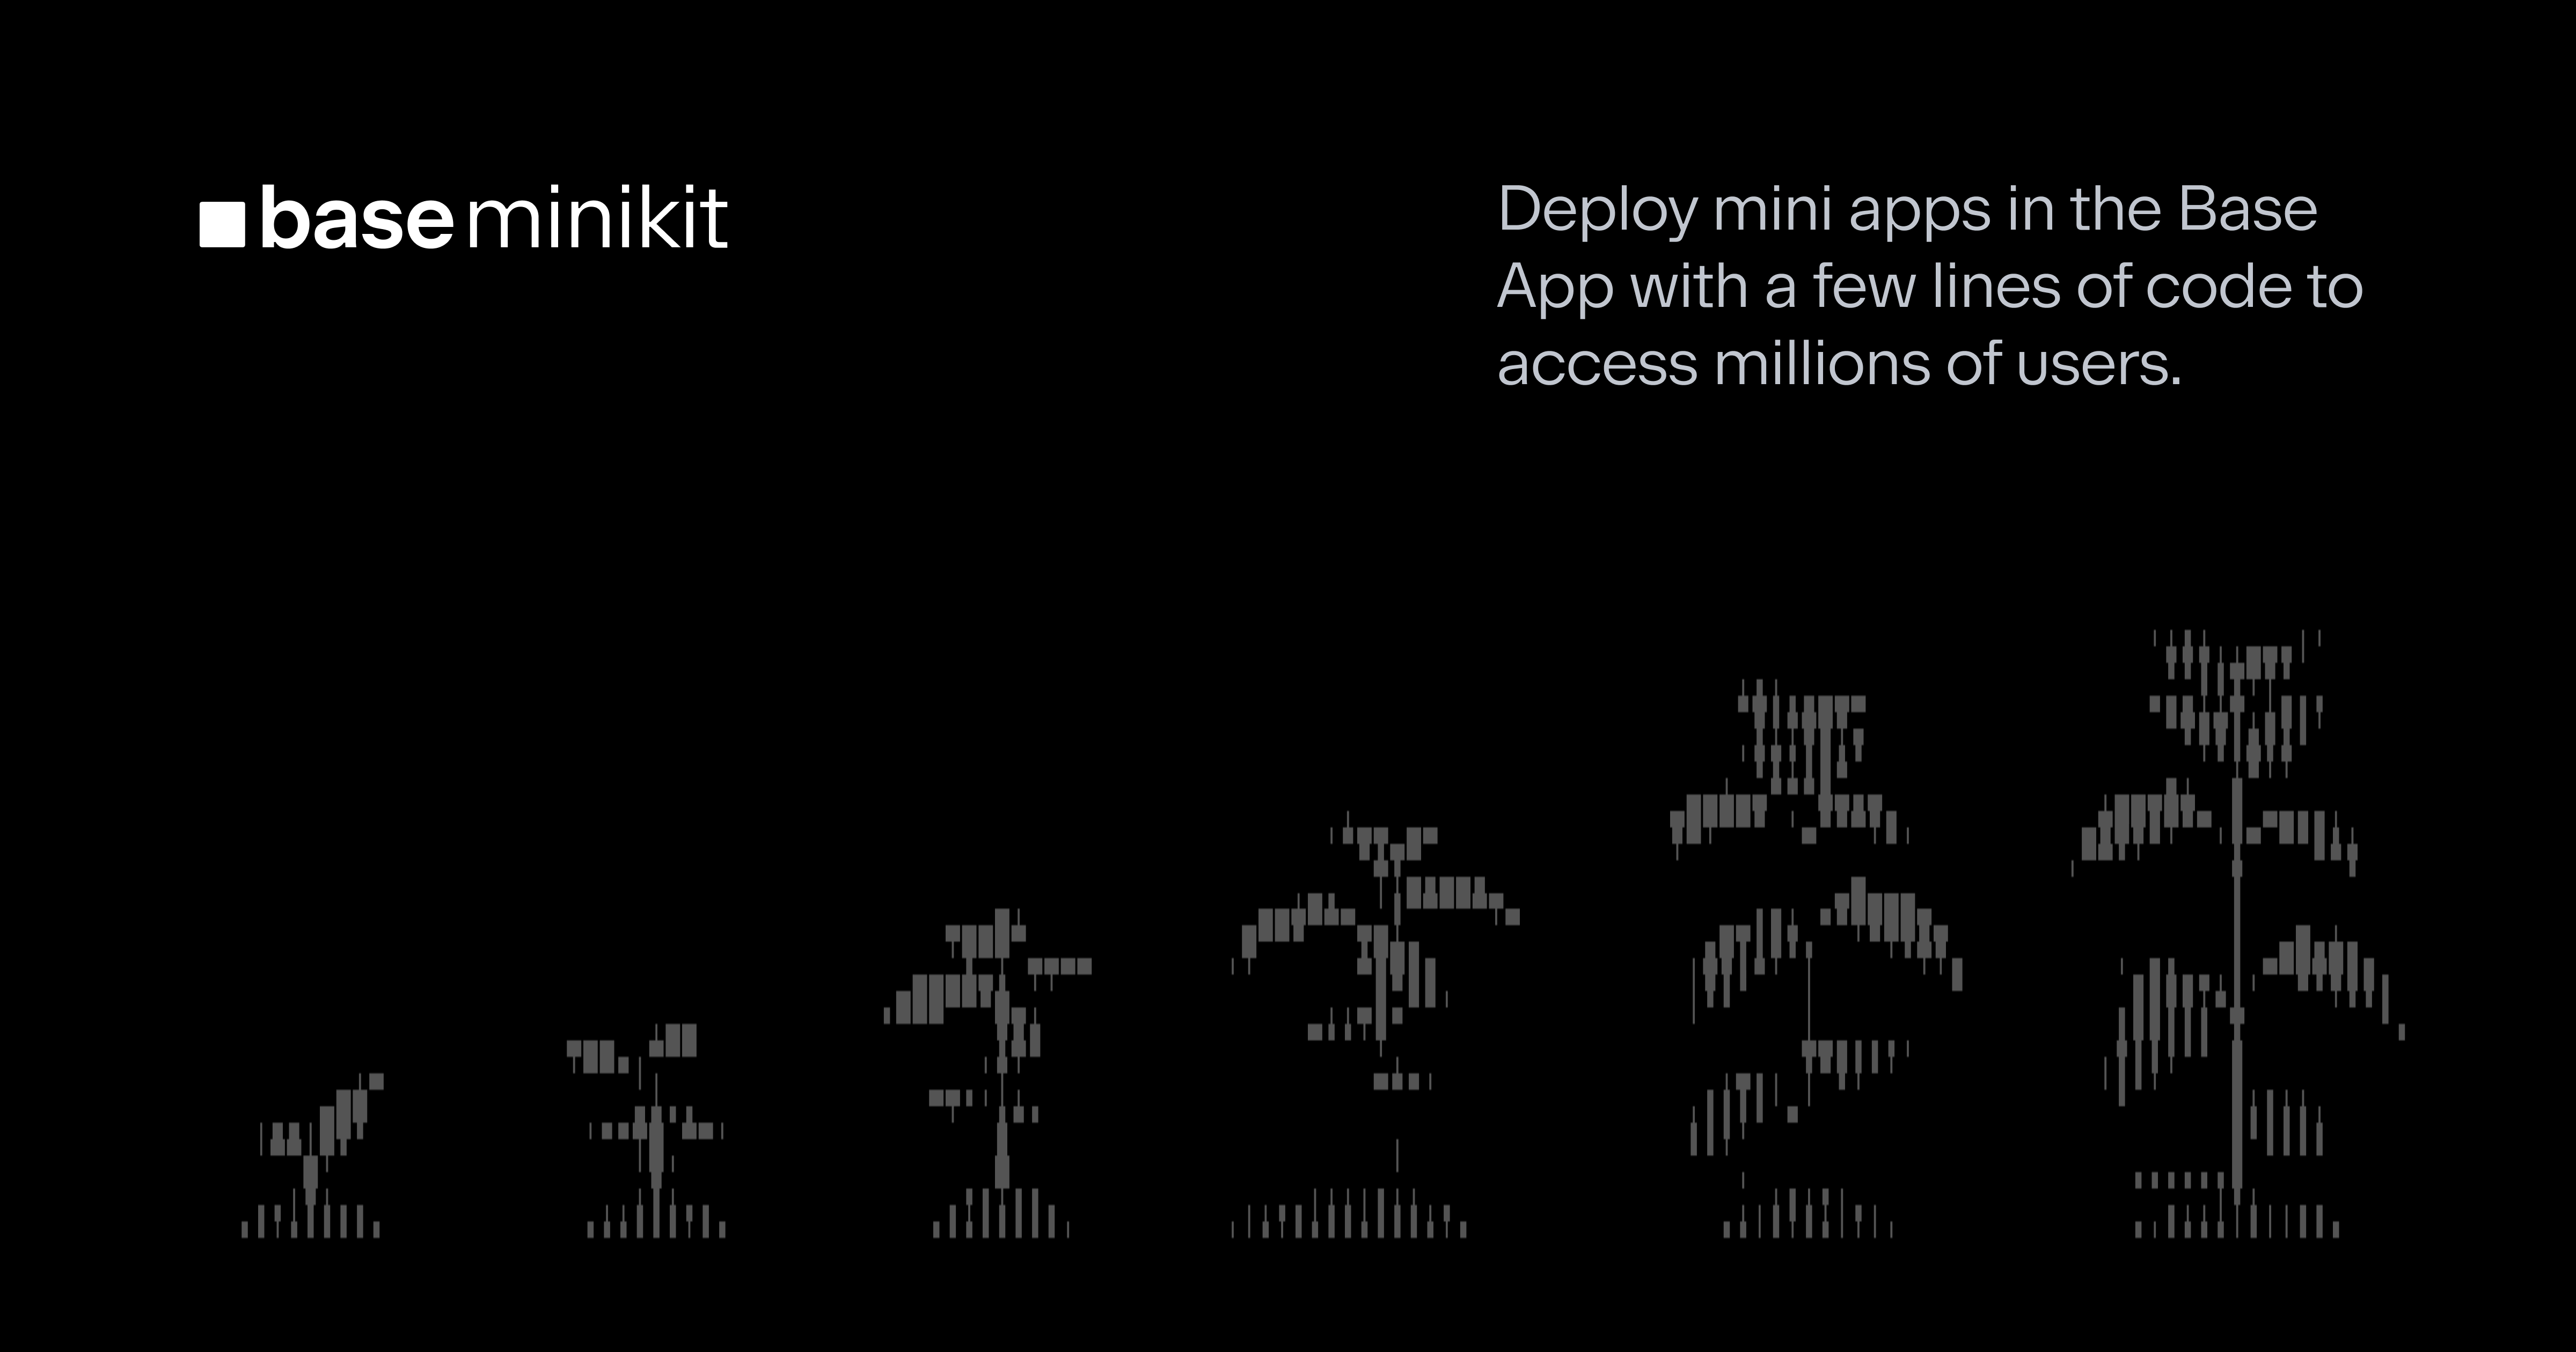 base minikit
Deploy mini apps in the Base
App with a few lines of code to
access millions of users.